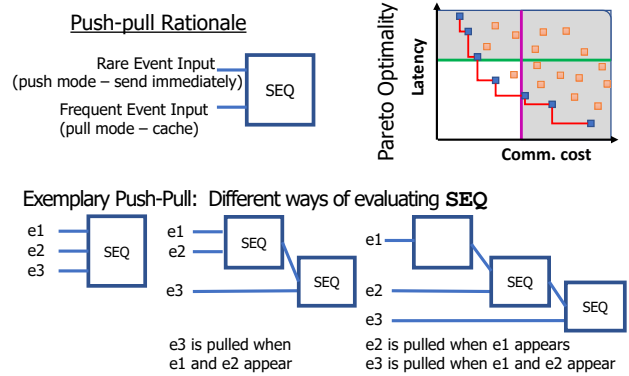 Push-pull Rationale
Rare Event Input
(push mode – send immediately)
SEQ
Frequent Event Input
(pull mode – cache)
Pareto Optimality
Latency
Comm. cost
Exemplary Push-Pull: Different ways of evaluating SEQ
e1
e2
e3
SEQ
e1
e2
SEQ
e3
SEQ
e3 is pulled when
e1 and e2 appear
e1
e2
SEQ
e3
SEQ
e2 is pulled when e1 appears
e3 is pulled when e1 and e2 appear